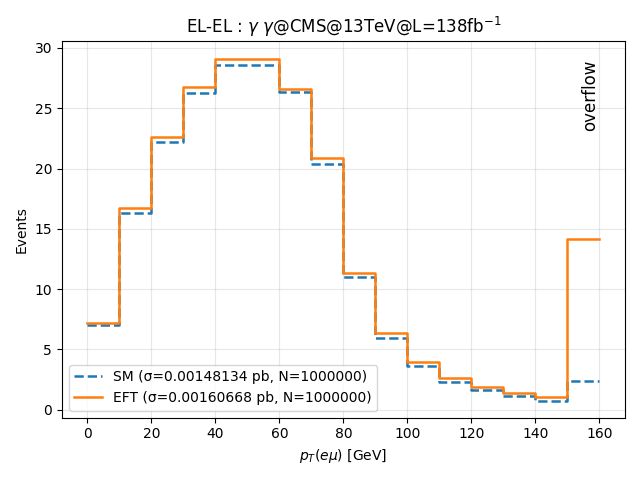 EL-EL : γ γ@CMS@13TeV@L=138fb⁻¹
30
25
20
15
10
5
0
Events
overflow
SM (σ=0.00148134 pb, N=1000000)
EFT (σ=0.00160668 pb, N=1000000)
0 20 40 60 80 100 120 140 160
p_T(eμ) [GeV]